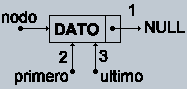 1
nodo DATO NULL
2 3
primero ultimo